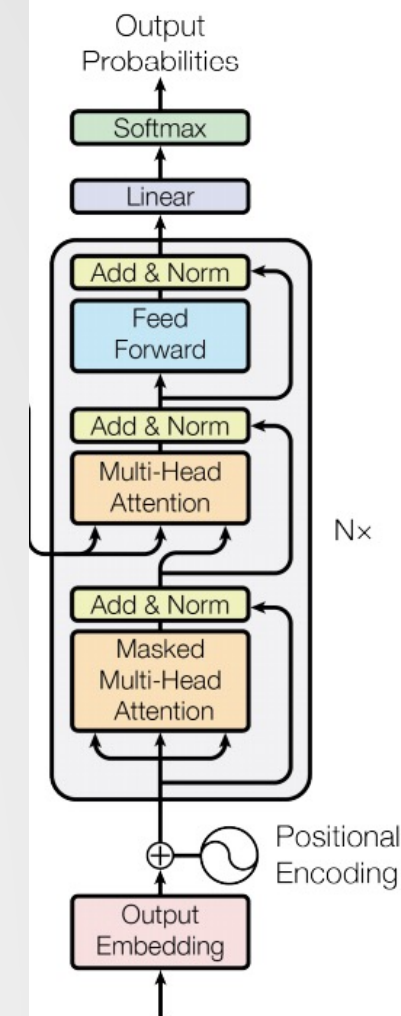 Output
Probabilities
Softmax
Linear
Add & Norm
Feed
Forward
Add & Norm
Multi-Head
Attention
N×
Add & Norm
Masked
Multi-Head
Attention
Positional
Encoding
Output
Embedding